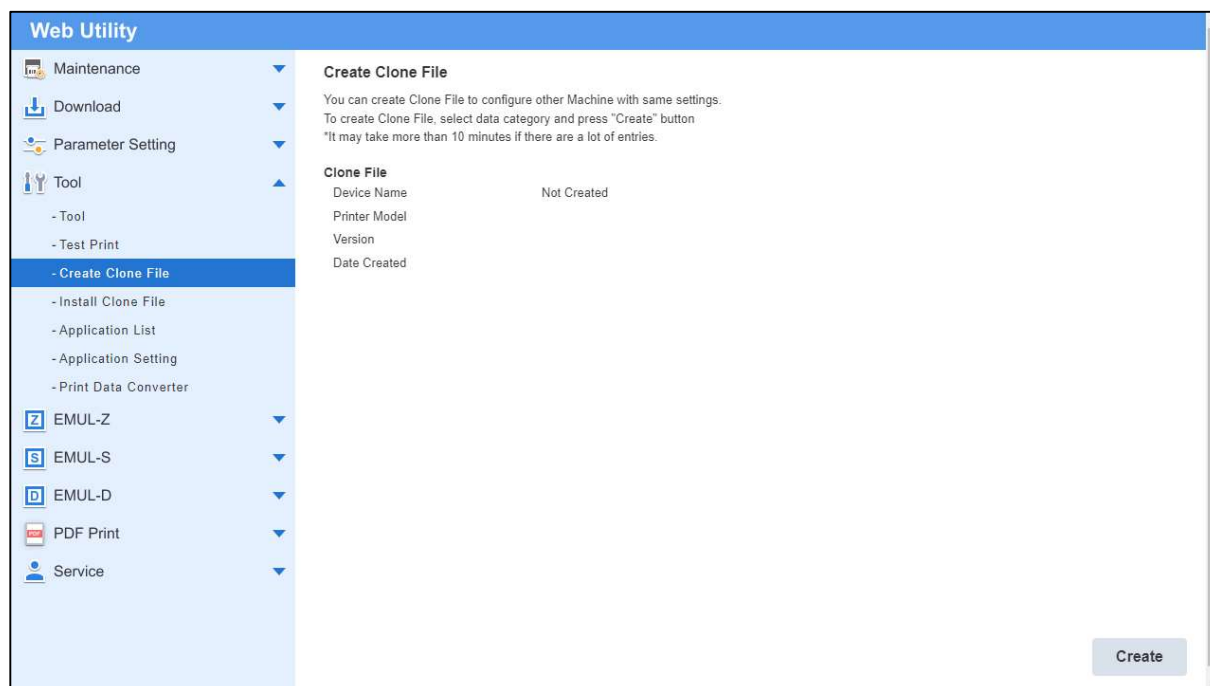 Web Utility
Maintenance
Download
Parameter Setting
Tool
- Tool
- Test Print
- Create Clone File
- Install Clone File
- Application List
- Application Setting
- Print Data Converter
Z EMUL-Z
S EMUL-S
D EMUL-D
PDF PDF Print
Service
Create Clone File
You can create Clone File to configure other Machine with same settings.
To create Clone File, select data category and press "Create" button
*It may take more than 10 minutes if there are a lot of entries.
Clone File
Device Name Not Created
Printer Model
Version
Date Created
Create